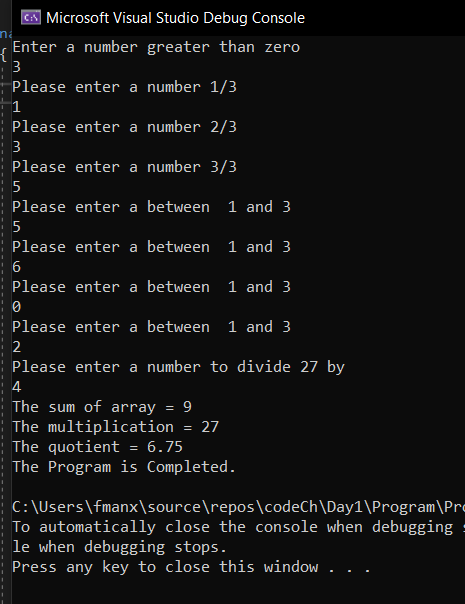 Microsoft Visual Studio Debug Console
Enter a number greater than zero
3
Please enter a number 1/3
1
Please enter a number 2/3
3
Please enter a number 3/3
5
Please enter a between  1 and 3
5
Please enter a between  1 and 3
6
Please enter a between  1 and 3
0
Please enter a between  1 and 3
2
Please enter a number to divide 27 by
4
The sum of array = 9
The multiplication = 27
The quotient = 6.75
The Program is Completed.
C:\Users\fmanx\source\repos\codeCh\Day1\Program\Pro
To automatically close the console when debugging s
le when debugging stops.
Press any key to close this window . . .